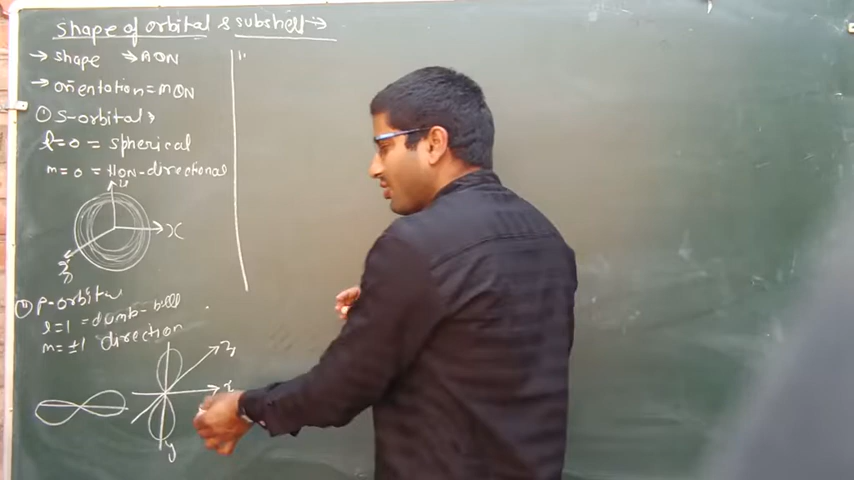 shape of orbital & subshell →
→ shape → AQN
→ orientation = MQN
① S-orbital →
l=0 = spherical
m=0 = Non-directional
y
x
z
② P-orbital
l=1 = dumb-bell
m=±1 direction
z
x
y